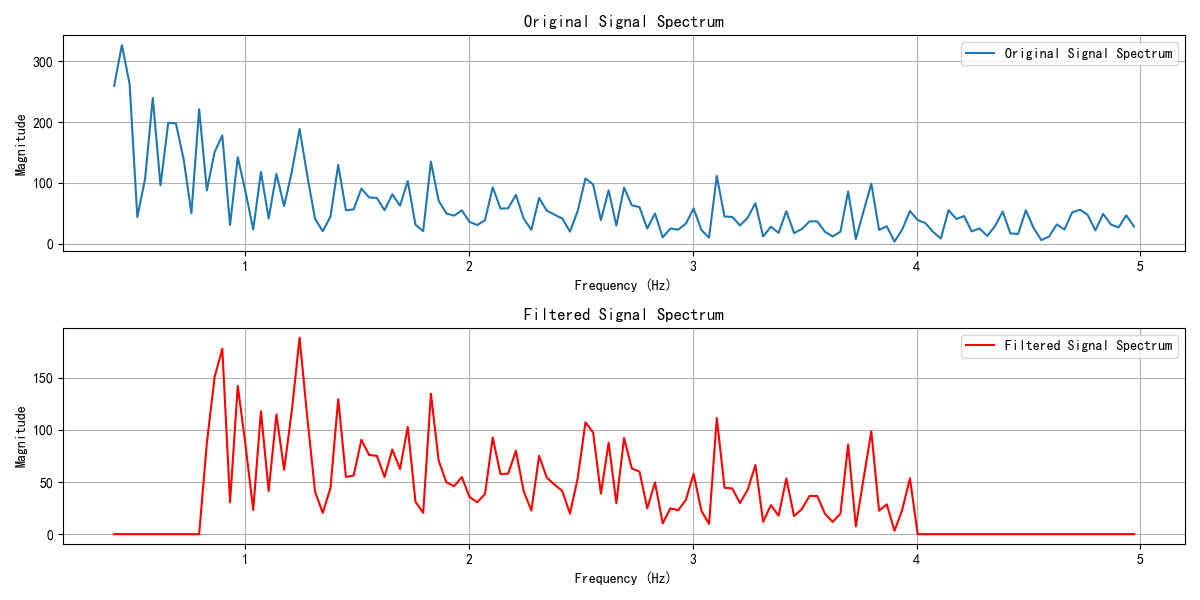 Original Signal Spectrum
Original Signal Spectrum
300
200
100
0
Magnitude
1
2
3
4
5
Frequency (Hz)
Filtered Signal Spectrum
Filtered Signal Spectrum
150
100
50
0
Magnitude
1
2
3
4
5
Frequency (Hz)